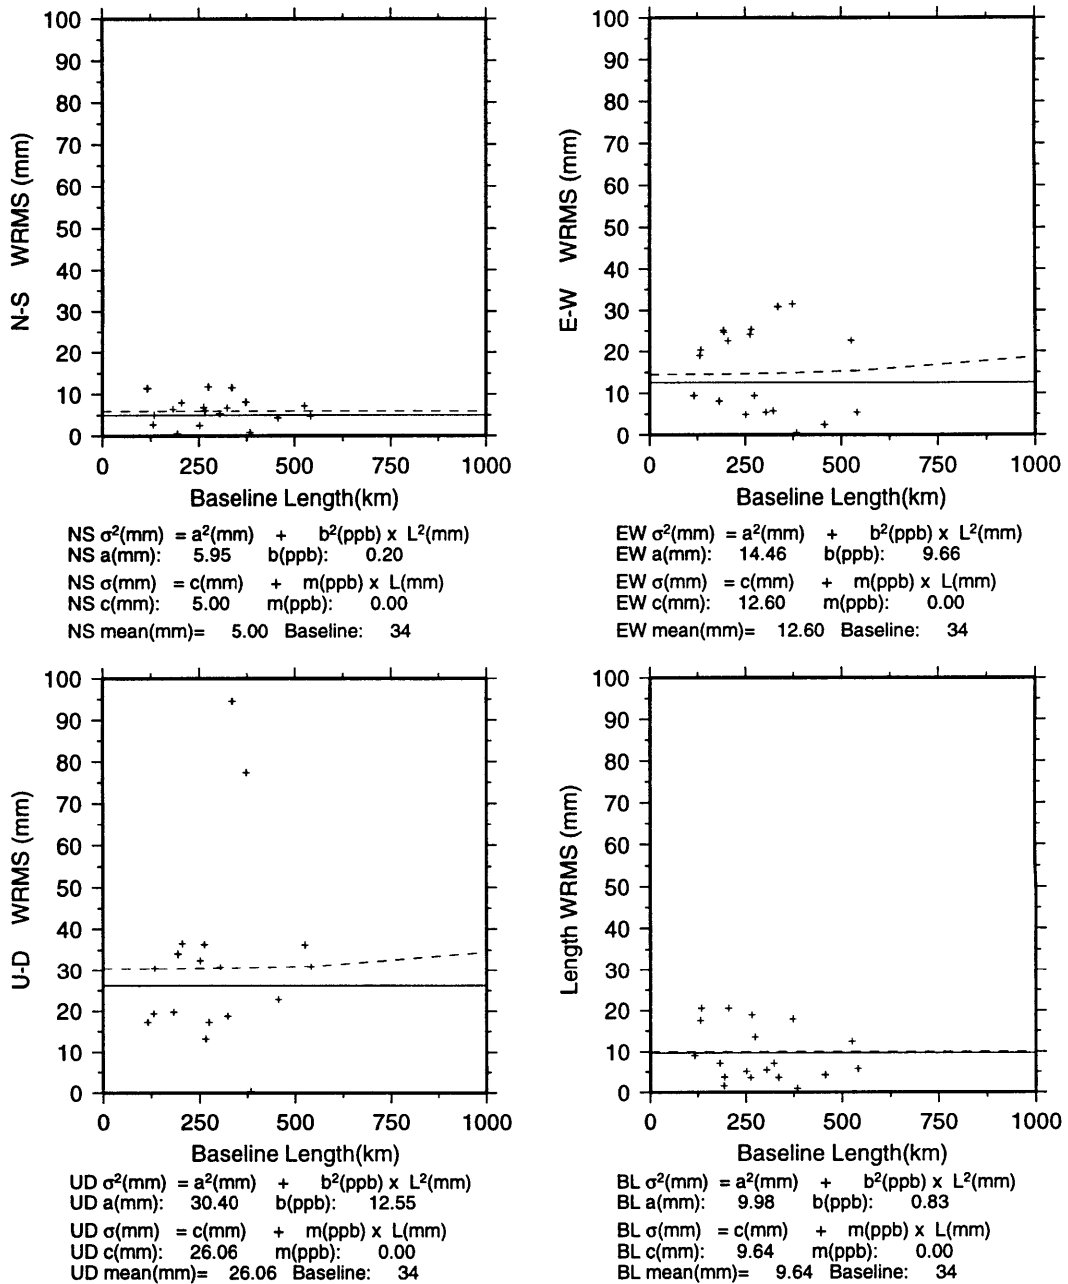 100
90
80
70
60
50
40
30
20
10
0
N-S WRMS (mm)
0 250 500 750 1000
Baseline Length(km)
NS σ²(mm) = a²(mm) + b²(ppb) x L²(mm)
NS a(mm): 5.95 b(ppb): 0.20
NS σ(mm) = c(mm) + m(ppb) x L(mm)
NS c(mm): 5.00 m(ppb): 0.00
NS mean(mm)= 5.00 Baseline: 34
100
90
80
70
60
50
40
30
20
10
0
E-W WRMS (mm)
0 250 500 750 1000
Baseline Length(km)
EW σ²(mm) = a²(mm) + b²(ppb) x L²(mm)
EW a(mm): 14.46 b(ppb): 9.66
EW σ(mm) = c(mm) + m(ppb) x L(mm)
EW c(mm): 12.60 m(ppb): 0.00
EW mean(mm)= 12.60 Baseline: 34
100
90
80
70
60
50
40
30
20
10
0
U-D WRMS (mm)
0 250 500 750 1000
Baseline Length(km)
UD σ²(mm) = a²(mm) + b²(ppb) x L²(mm)
UD a(mm): 30.40 b(ppb): 12.55
UD σ(mm) = c(mm) + m(ppb) x L(mm)
UD c(mm): 26.06 m(ppb): 0.00
UD mean(mm)= 26.06 Baseline: 34
100
90
80
70
60
50
40
30
20
10
0
Length WRMS (mm)
0 250 500 750 1000
Baseline Length(km)
BL σ²(mm) = a²(mm) + b²(ppb) x L²(mm)
BL a(mm): 9.98 b(ppb): 0.83
BL σ(mm) = c(mm) + m(ppb) x L(mm)
BL c(mm): 9.64 m(ppb): 0.00
BL mean(mm)= 9.64 Baseline: 34